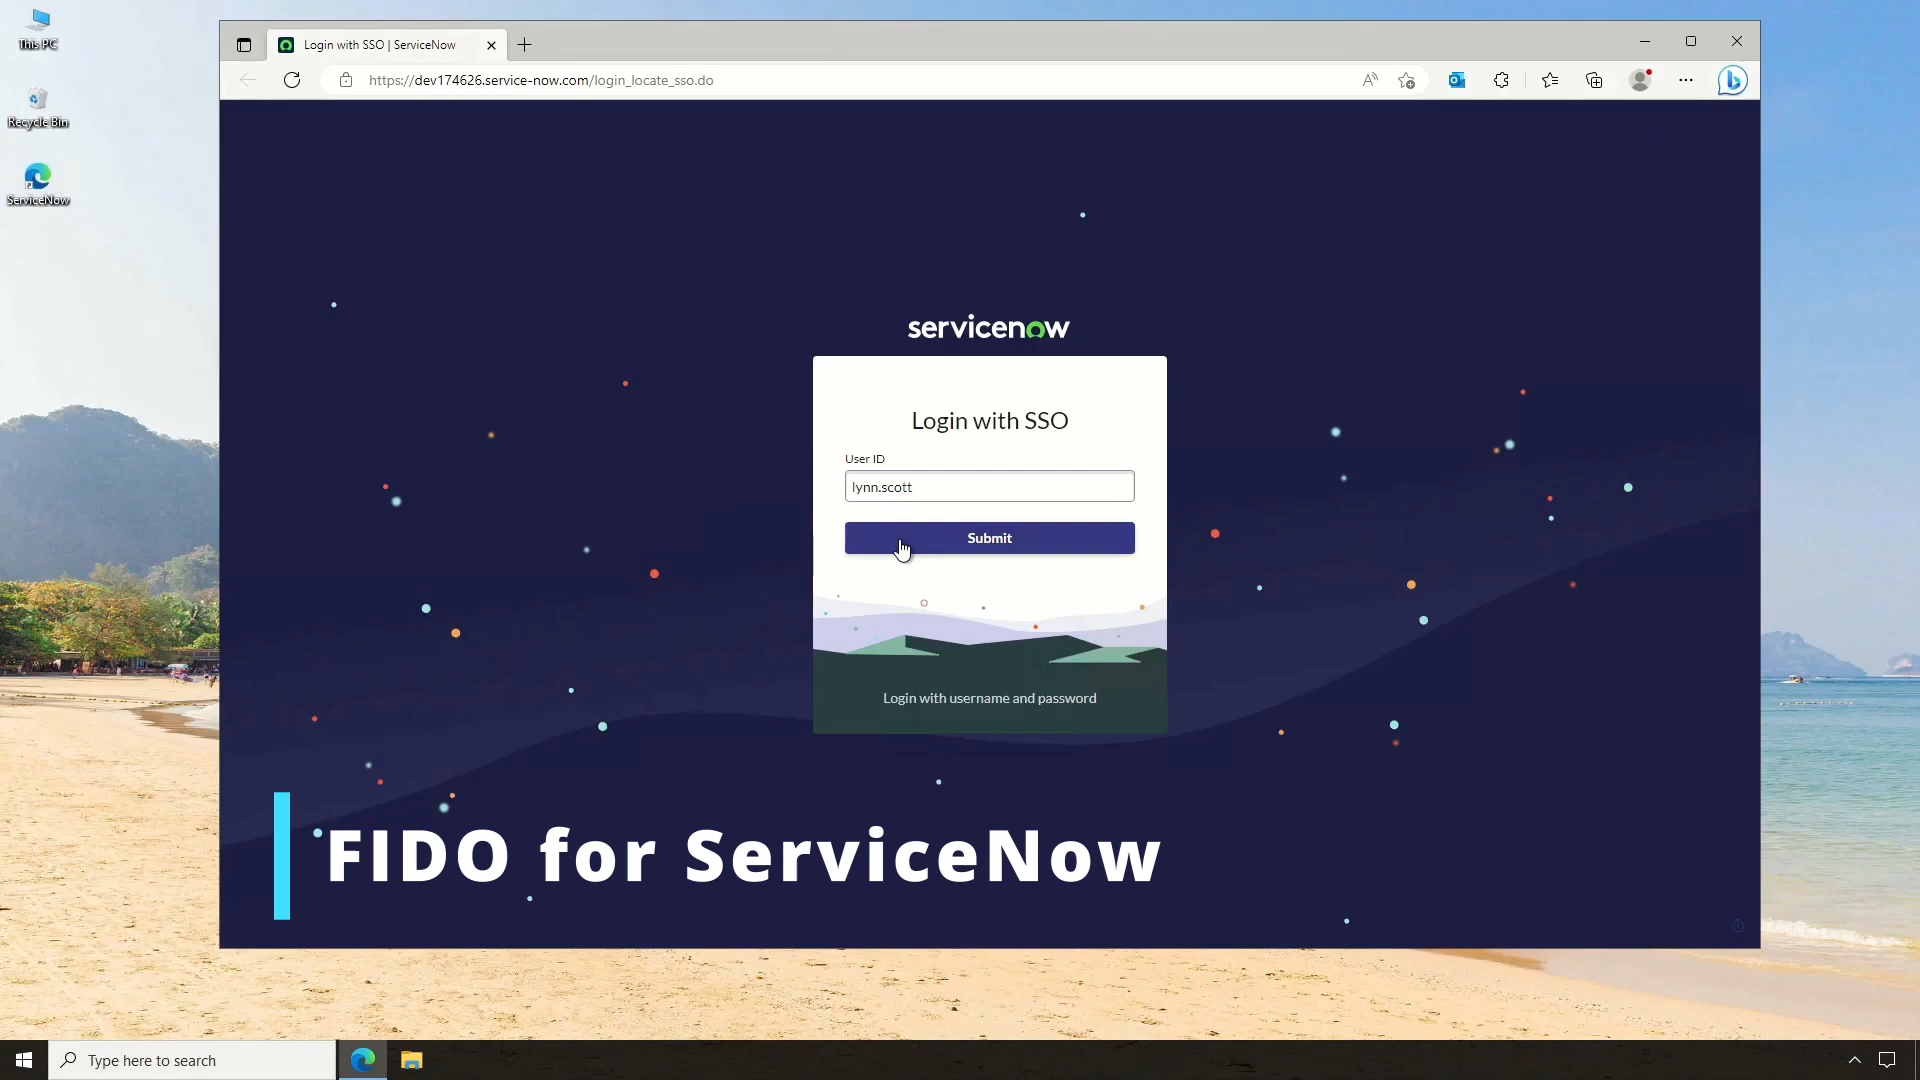 This PC
Recycle Bin
ServiceNow
Login with SSO | ServiceNow
https://dev174626.service-now.com/login_locate_sso.do
servicenow
Login with SSO
User ID
lynn.scott
Submit
Login with username and password
FIDO for ServiceNow
Type here to search